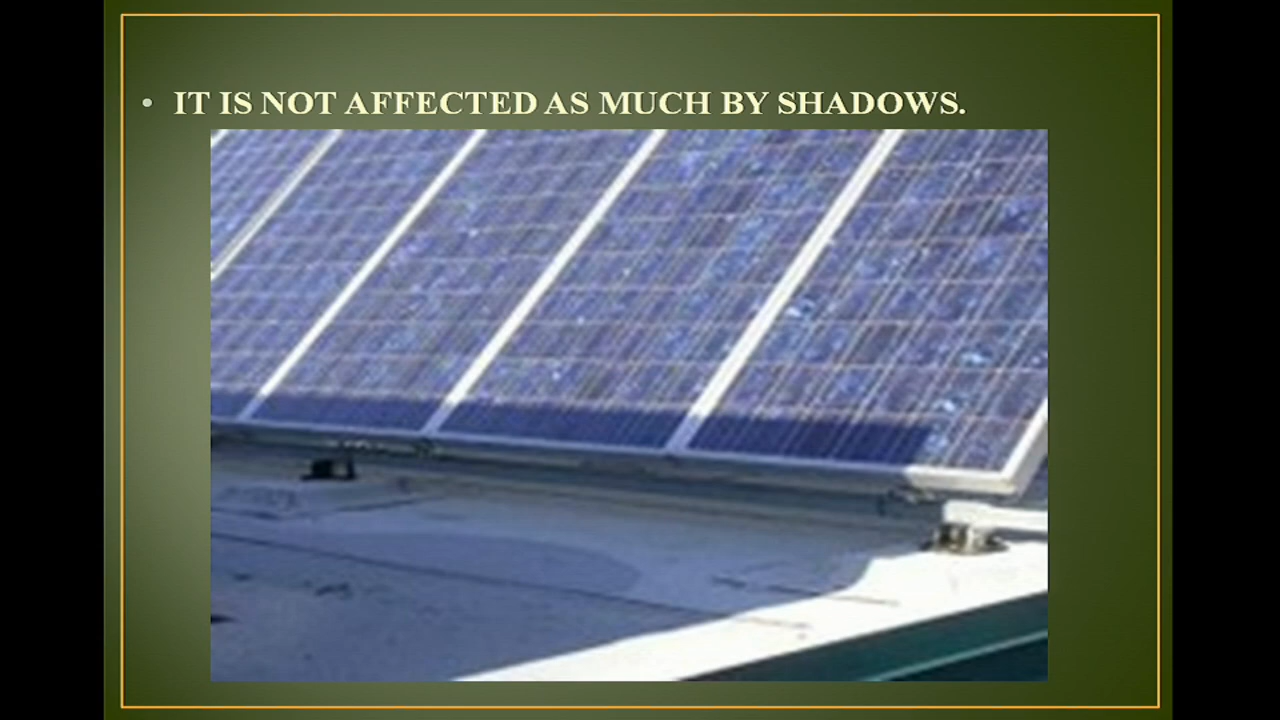 • IT IS NOT AFFECTED AS MUCH BY SHADOWS.